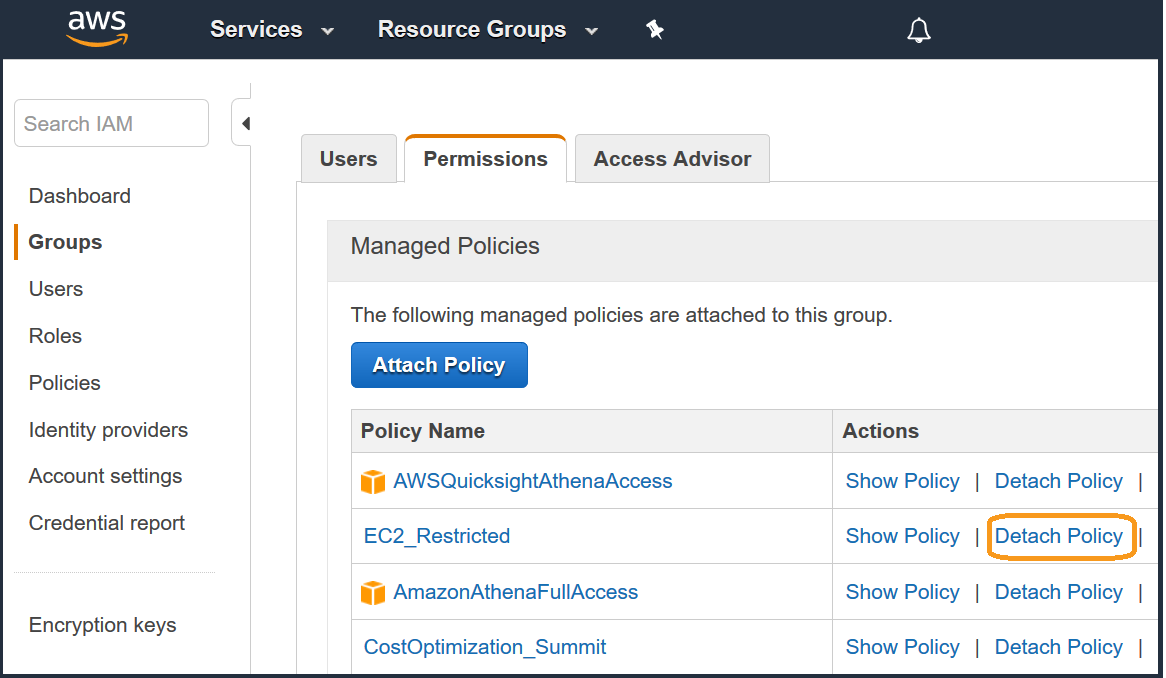 aws Services Resource Groups
Search IAM
Dashboard
Groups
Users
Roles
Policies
Identity providers
Account settings
Credential report
Encryption keys
Users Permissions Access Advisor
Managed Policies
The following managed policies are attached to this group.
Attach Policy
Policy Name Actions
AWSQuicksightAthenaAccess Show Policy | Detach Policy |
EC2_Restricted Show Policy | Detach Policy |
AmazonAthenaFullAccess Show Policy | Detach Policy |
CostOptimization_Summit Show Policy | Detach Policy |